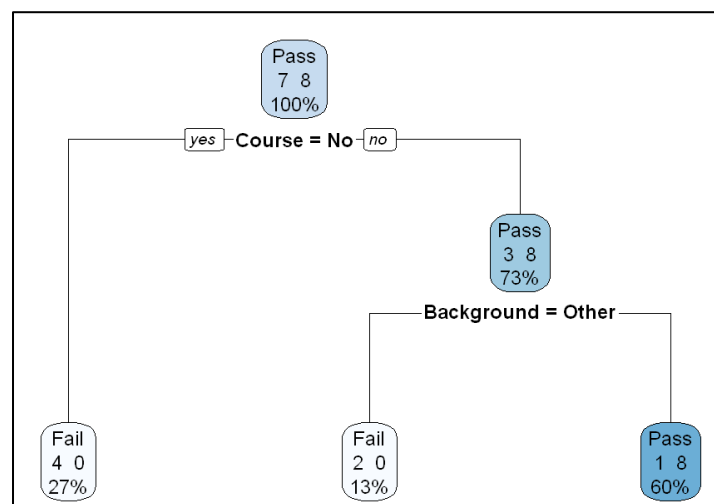 Pass
7 8
100%
yes Course = No no
Pass
3 8
73%
Background = Other
Fail
4 0
27%
Fail
2 0
13%
Pass
1 8
60%